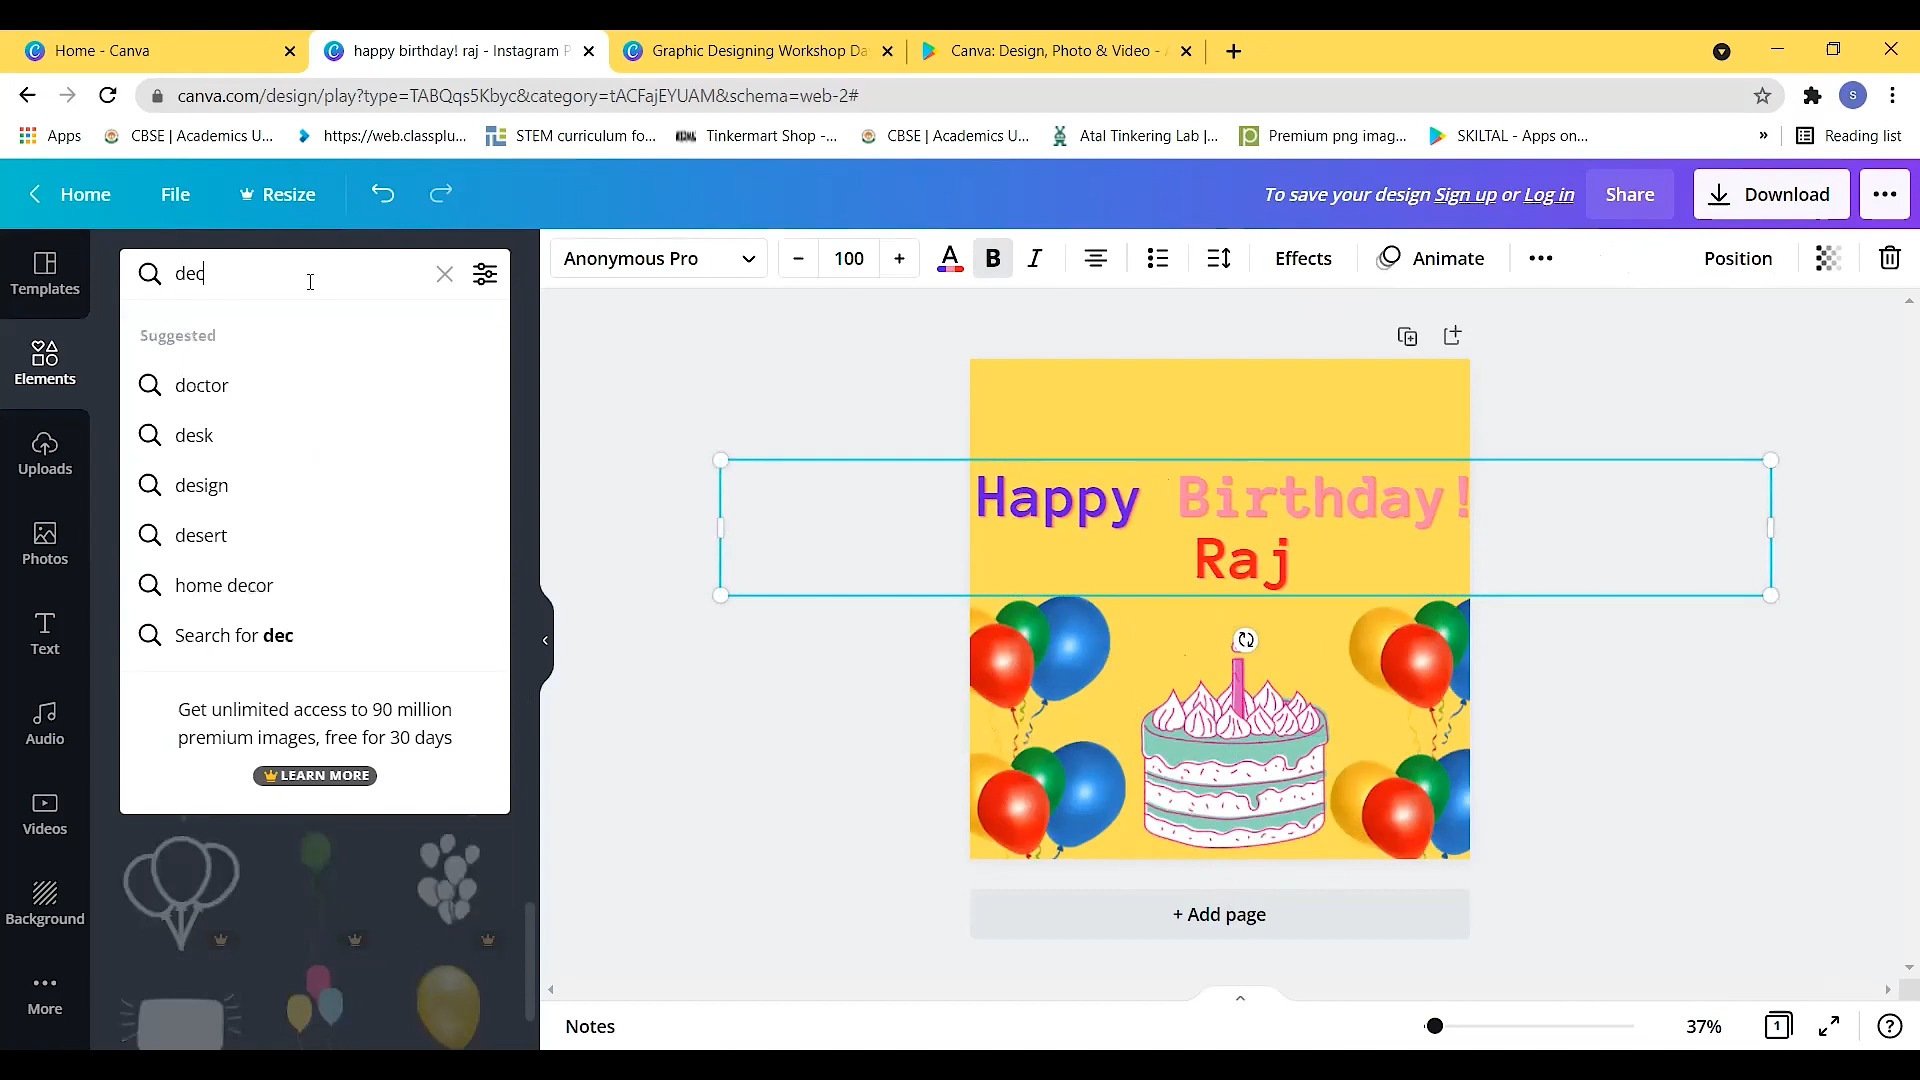 Home - Canva
happy birthday! raj - Instagram P
Graphic Designing Workshop Da
Canva: Design, Photo & Video -
canva.com/design/play?type=TABQqs5Kbyc&category=tACFajEYUAM&schema=web-2#
S
Apps
CBSE | Academics U...
https://web.classplu...
STEM curriculum fo...
Tinkermart Shop -...
CBSE | Academics U...
Atal Tinkering Lab |...
Premium png imag...
SKILTAL - Apps on...
»
Reading list
Home
File
Resize
To save your design Sign up or Log in
Share
Download
Templates
Elements
Uploads
Photos
Text
Audio
Videos
Background
More
dec
Suggested
doctor
desk
design
desert
home decor
Search for dec
Get unlimited access to 90 million
premium images, free for 30 days
LEARN MORE
Anonymous Pro
- 100 +
A
B
I
Effects
Animate
Position
Happy Birthday!
Raj
+ Add page
Notes
37%
1
?